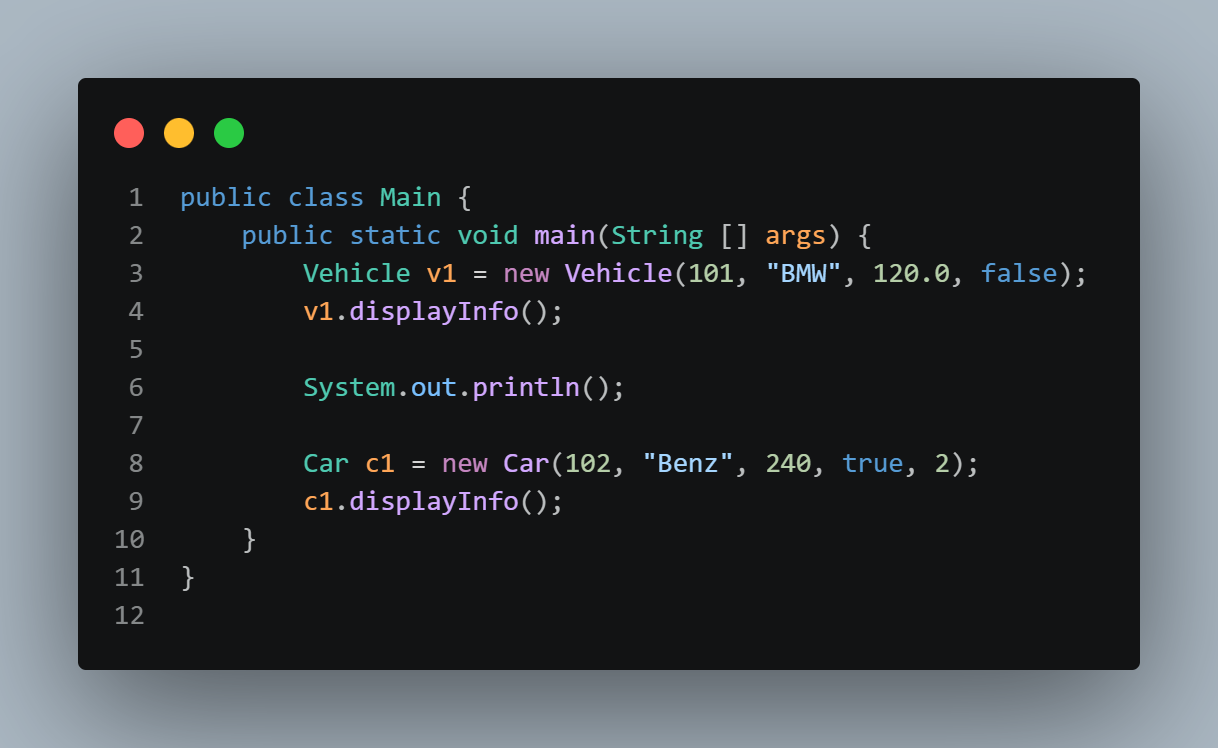 1 public class Main {
2     public static void main(String [] args) {
3         Vehicle v1 = new Vehicle(101, "BMW", 120.0, false);
4         v1.displayInfo();
5
6         System.out.println();
7
8         Car c1 = new Car(102, "Benz", 240, true, 2);
9         c1.displayInfo();
10     }
11 }
12